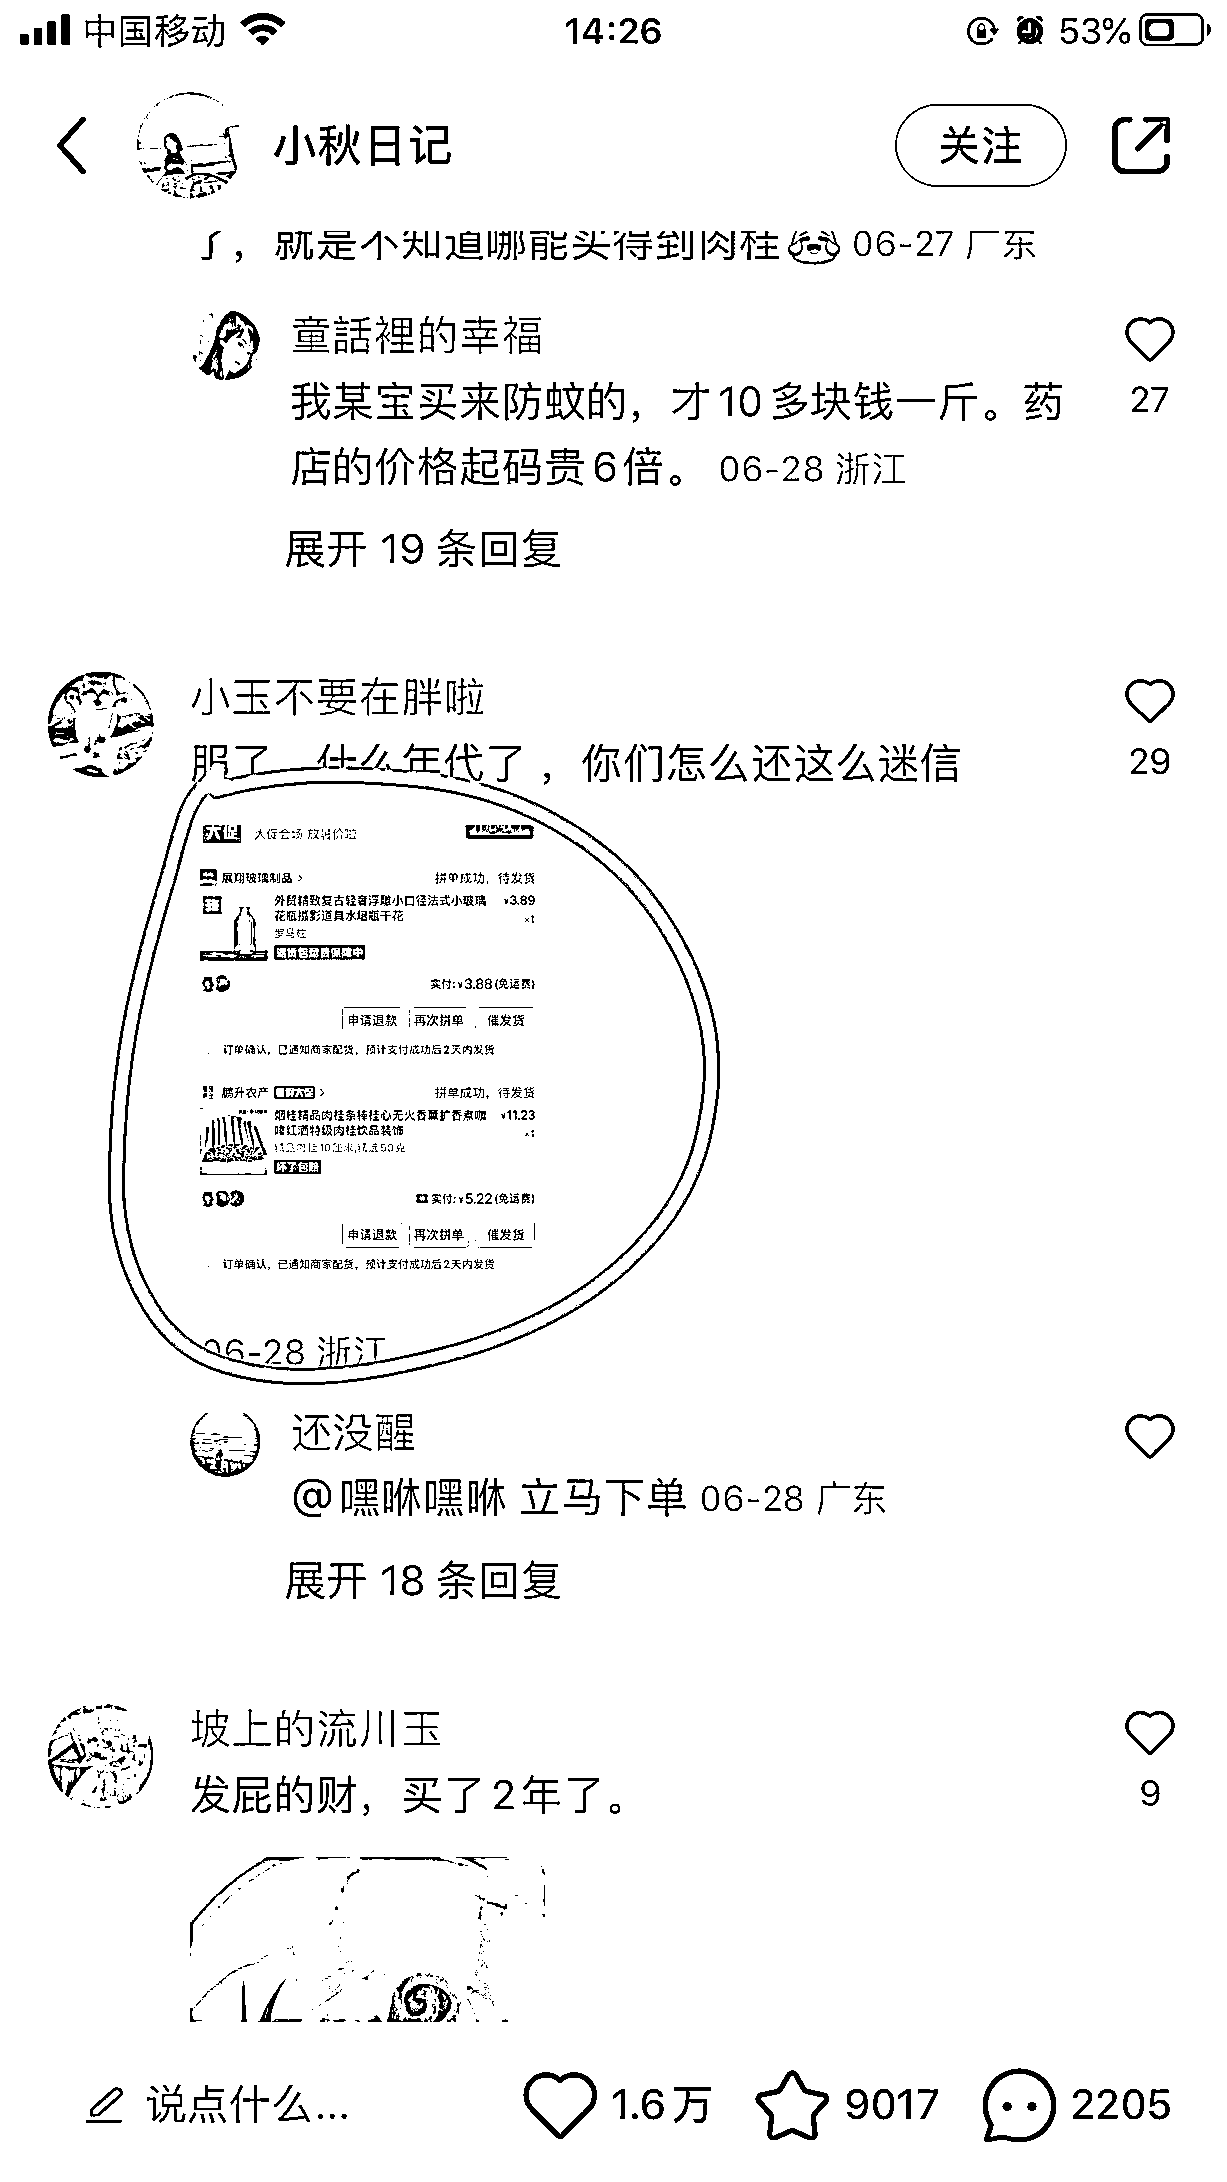 中国移动 14:26 53%
小秋日记 关注
，就是不知道哪能买得到肉桂 06-27 广东
童話裡的幸福
我某宝买来防蚊的，才10多块钱一斤。药 27
店的价格起码贵6倍。 06-28 浙江
展开 19 条回复
小玉不要在胖啦
服了，什么年代了，你们怎么还这么迷信 29
大促 大促会场
展翔玻璃制品 > 拼单成功，待发货
外贸精致复古轻奢浮雕小口径法式小玻璃 ¥3.89
花瓶摄影道具水培瓶干花 ×1
罗马柱
退货包运费保障中
实付:¥3.88(免运费)
申请退款 再次拼单 催发货
订单确认，已通知商家配货，预计支付成功后2天内发货
鹏升农产 > 拼单成功，待发货
烟桂精品肉桂条棒桂心无火香薰扩香煮咖 ¥11.23
啡红酒特级肉桂饮品装饰 ×1
坏了包赔
实付:¥5.22(免运费)
申请退款 再次拼单 催发货
订单确认，已通知商家配货，预计支付成功后2天内发货
06-28 浙江
还没醒
@嘿咻嘿咻 立马下单 06-28 广东
展开 18 条回复
坡上的流川玉
发屁的财，买了2年了。 9
说点什么... 1.6万 9017 2205